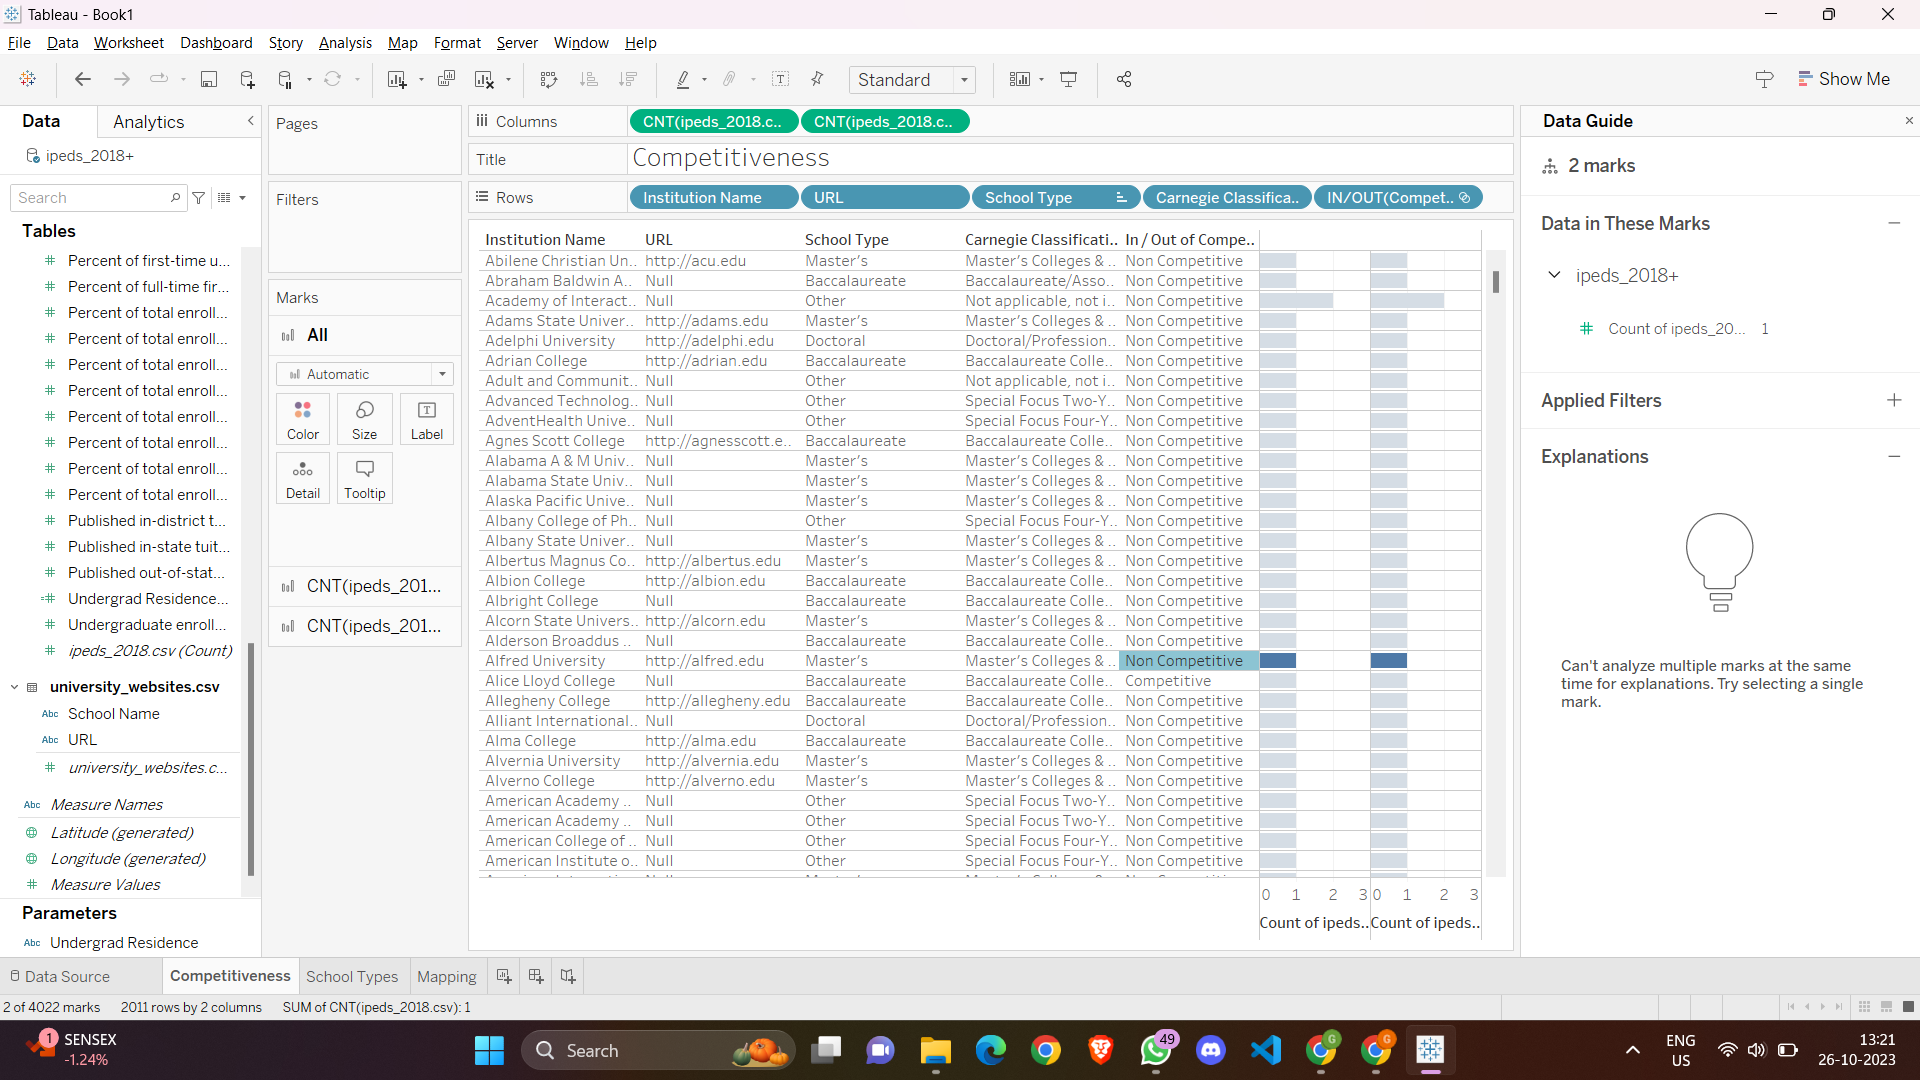 Tableau - Book1
File Data Worksheet Dashboard Story Analysis Map Format Server Window Help
Standard
Show Me
Data Analytics
ipeds_2018+
Search
Tables
Percent of first-time u...
Percent of full-time fir...
Percent of total enroll...
Percent of total enroll...
Percent of total enroll...
Percent of total enroll...
Percent of total enroll...
Percent of total enroll...
Percent of total enroll...
Percent of total enroll...
Published in-district t...
Published in-state tuit...
Published out-of-stat...
Undergrad Residence...
Undergraduate enroll...
ipeds_2018.csv (Count)
university_websites.csv
Abc School Name
Abc URL
university_websites.c...
Abc Measure Names
Latitude (generated)
Longitude (generated)
Measure Values
Parameters
Abc Undergrad Residence
Pages
Filters
Marks
All
Automatic
Color Size Label
Detail Tooltip
CNT(ipeds_201...
CNT(ipeds_201...
Columns CNT(ipeds_2018.c.. CNT(ipeds_2018.c..
Title Competitiveness
Rows Institution Name URL School Type Carnegie Classifica.. IN/OUT(Compet..
Institution Name URL School Type Carnegie Classificati.. In / Out of Compe..
Abilene Christian Un.. http://acu.edu Master's Master's Colleges & .. Non Competitive
Abraham Baldwin A.. Null Baccalaureate Baccalaureate/Asso.. Non Competitive
Academy of Interact.. Null Other Not applicable, not i.. Non Competitive
Adams State Univer.. http://adams.edu Master's Master's Colleges & .. Non Competitive
Adelphi University http://adelphi.edu Doctoral Doctoral/Profession.. Non Competitive
Adrian College http://adrian.edu Baccalaureate Baccalaureate Colle.. Non Competitive
Adult and Communit.. Null Other Not applicable, not i.. Non Competitive
Advanced Technolog.. Null Other Special Focus Two-Y.. Non Competitive
AdventHealth Unive.. Null Other Special Focus Four-Y.. Non Competitive
Agnes Scott College http://agnesscott.e.. Baccalaureate Baccalaureate Colle.. Non Competitive
Alabama A & M Univ.. Null Master's Master's Colleges & .. Non Competitive
Alabama State Univ.. Null Master's Master's Colleges & .. Non Competitive
Alaska Pacific Unive.. Null Master's Master's Colleges & .. Non Competitive
Albany College of Ph.. Null Other Special Focus Four-Y.. Non Competitive
Albany State Univer.. Null Master's Master's Colleges & .. Non Competitive
Albertus Magnus Co.. http://albertus.edu Master's Master's Colleges & .. Non Competitive
Albion College http://albion.edu Baccalaureate Baccalaureate Colle.. Non Competitive
Albright College Null Baccalaureate Baccalaureate Colle.. Non Competitive
Alcorn State Univers.. http://alcorn.edu Master's Master's Colleges & .. Non Competitive
Alderson Broaddus .. Null Baccalaureate Baccalaureate Colle.. Non Competitive
Alfred University http://alfred.edu Master's Master's Colleges & .. Non Competitive
Alice Lloyd College Null Baccalaureate Baccalaureate Colle.. Competitive
Allegheny College http://allegheny.edu Baccalaureate Baccalaureate Colle.. Non Competitive
Alliant International.. Null Doctoral Doctoral/Profession.. Non Competitive
Alma College http://alma.edu Baccalaureate Baccalaureate Colle.. Non Competitive
Alvernia University http://alvernia.edu Master's Master's Colleges & .. Non Competitive
Alverno College http://alverno.edu Master's Master's Colleges & .. Non Competitive
American Academy .. Null Other Special Focus Two-Y.. Non Competitive
American Academy .. Null Other Special Focus Two-Y.. Non Competitive
American College of .. Null Other Special Focus Four-Y.. Non Competitive
American Institute o.. Null Other Special Focus Four-Y.. Non Competitive
0 1 2 3 0 1 2 3
Count of ipeds.. Count of ipeds..
Data Guide
2 marks
Data in These Marks
ipeds_2018+
Count of ipeds_20... 1
Applied Filters
Explanations
Can't analyze multiple marks at the same
time for explanations. Try selecting a single
mark.
Data Source Competitiveness School Types Mapping
2 of 4022 marks 2011 rows by 2 columns SUM of CNT(ipeds_2018.csv): 1
1 SENSEX
-1.24%
Search
49
G
G
ENG
US
13:21
26-10-2023